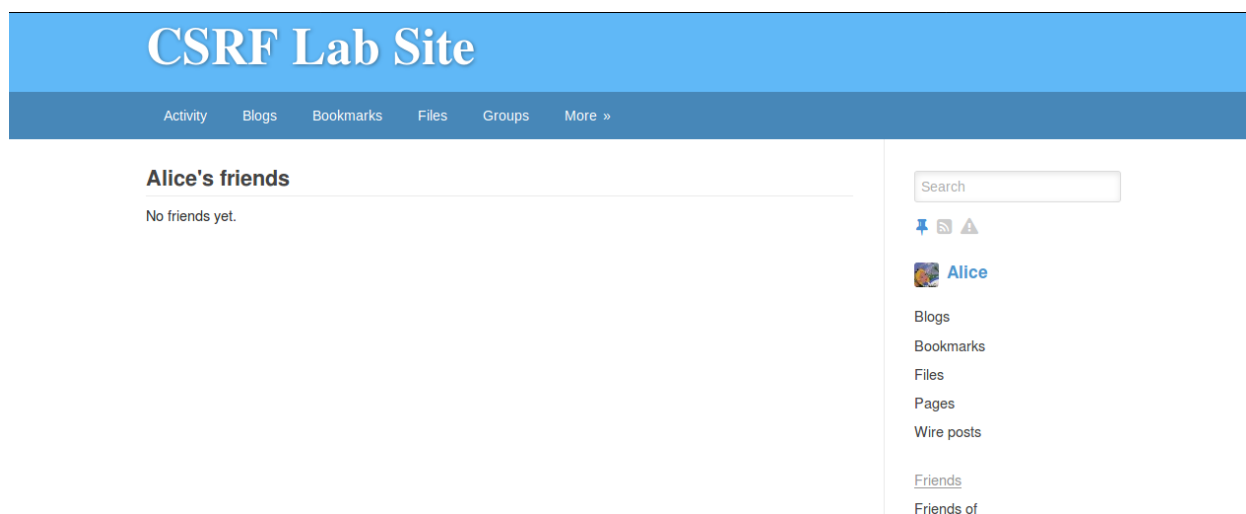 CSRF Lab Site
Activity Blogs Bookmarks Files Groups More »
Alice's friends
No friends yet.
Search
Alice
Blogs
Bookmarks
Files
Pages
Wire posts
Friends
Friends of